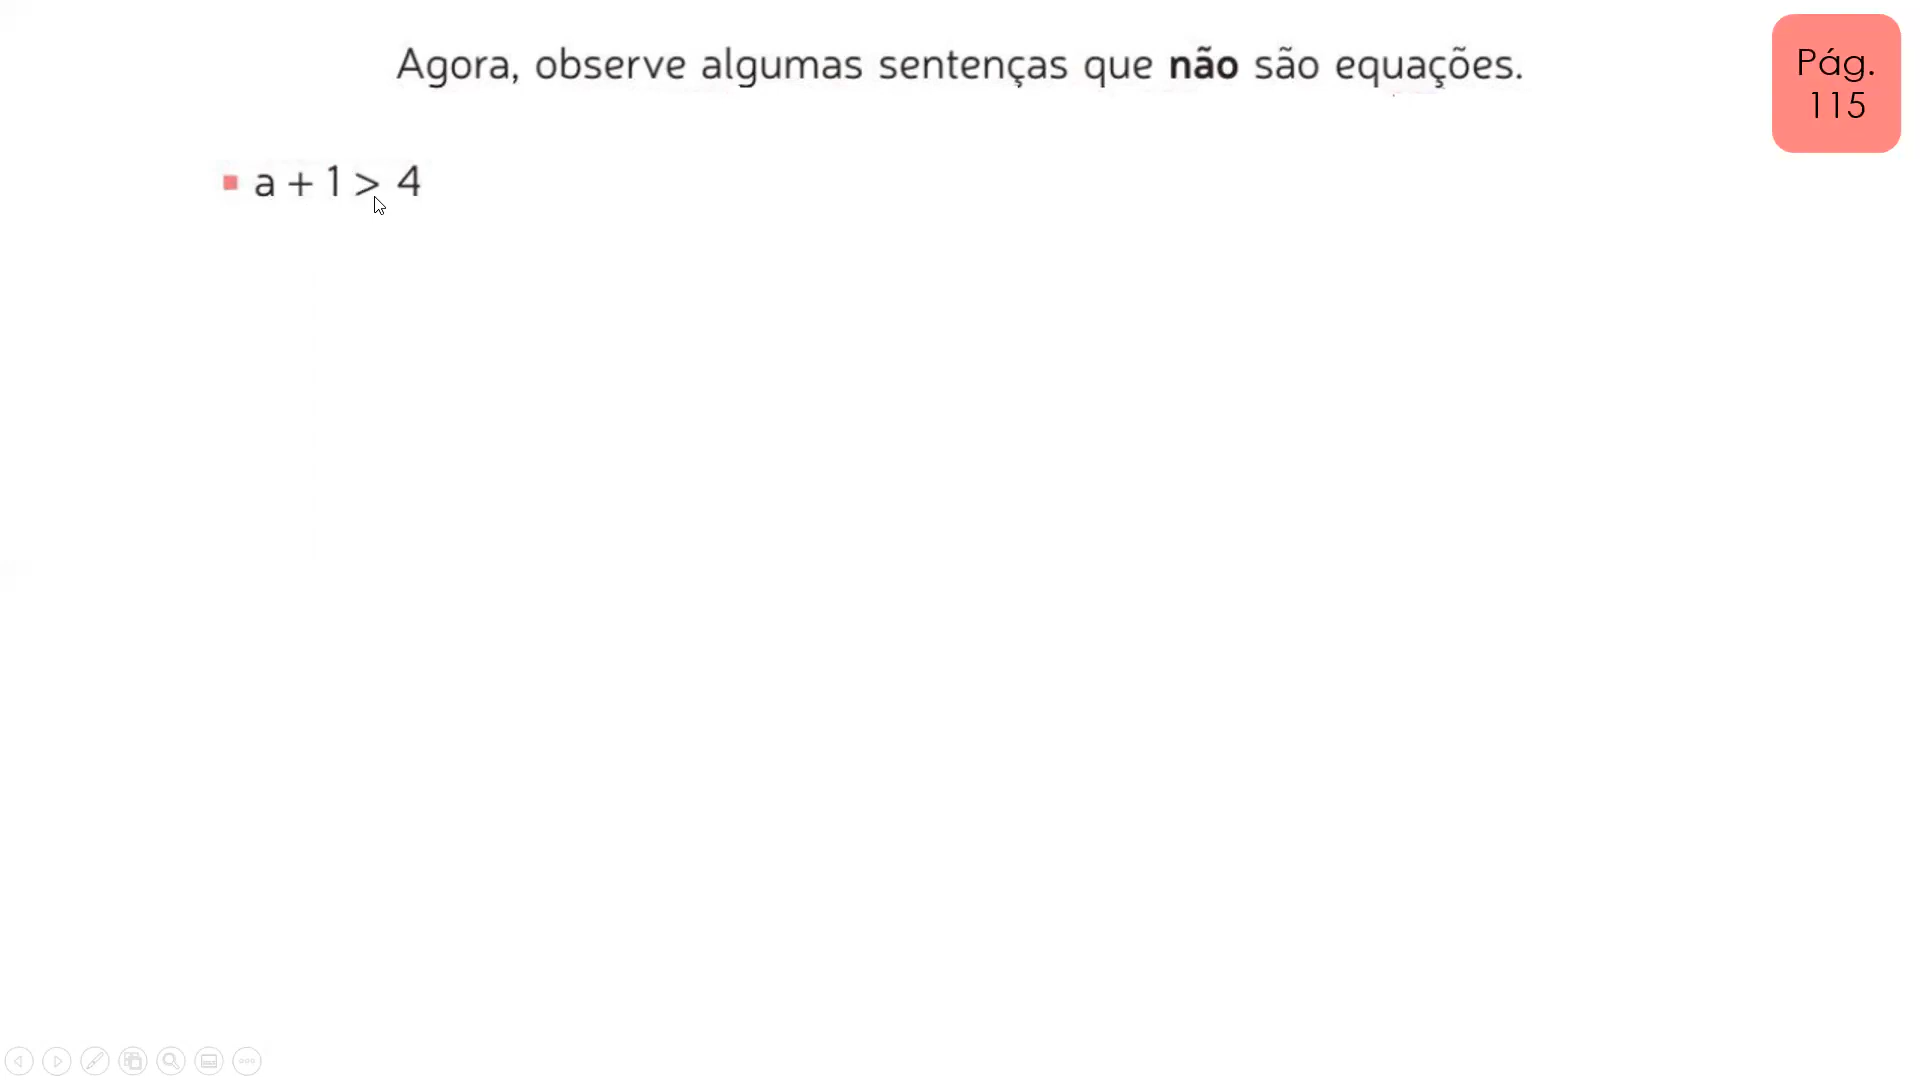 Agora, observe algumas sentenças que não são equações.
Pág.
115
a + 1 > 4